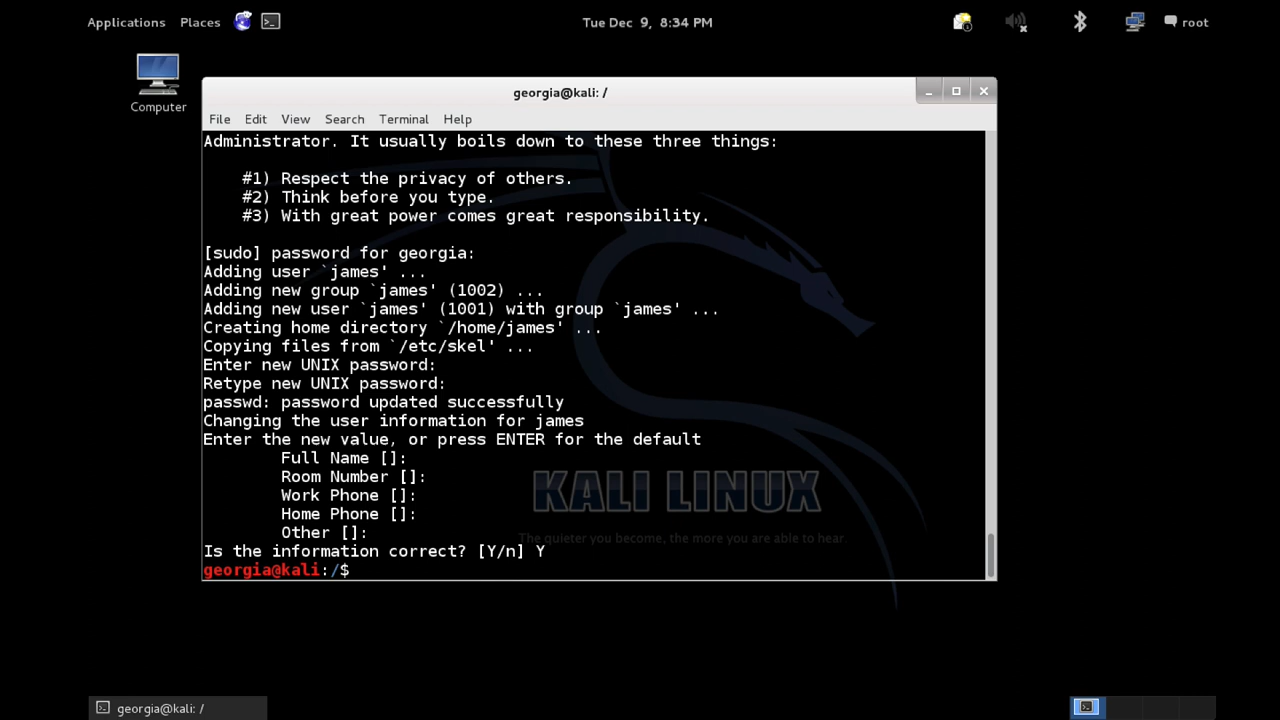 Applications Places Tue Dec 9, 8:34 PM root
Computer
georgia@kali: /
File Edit View Search Terminal Help
Administrator. It usually boils down to these three things:
#1) Respect the privacy of others.
#2) Think before you type.
#3) With great power comes great responsibility.
[sudo] password for georgia:
Adding user `james' ...
Adding new group `james' (1002) ...
Adding new user `james' (1001) with group `james' ...
Creating home directory `/home/james' ...
Copying files from `/etc/skel' ...
Enter new UNIX password:
Retype new UNIX password:
passwd: password updated successfully
Changing the user information for james
Enter the new value, or press ENTER for the default
Full Name []:
Room Number []:
Work Phone []:
Home Phone []:
Other []:
Is the information correct? [Y/n] Y
georgia@kali:/$
KALI LINUX
The quieter you become, the more you are able to hear.
georgia@kali: /